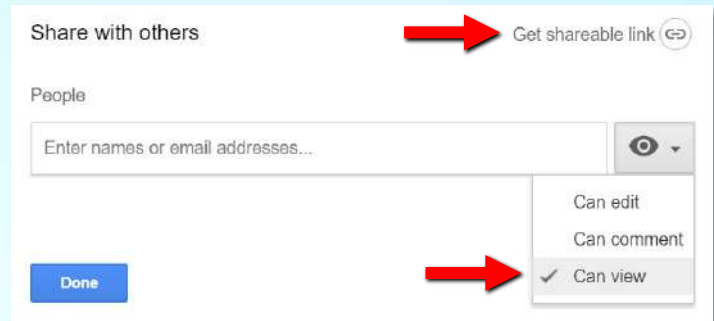 Share with others
Get shareable link
People
Enter names or email addresses...
Can edit
Can comment
Can view
Done